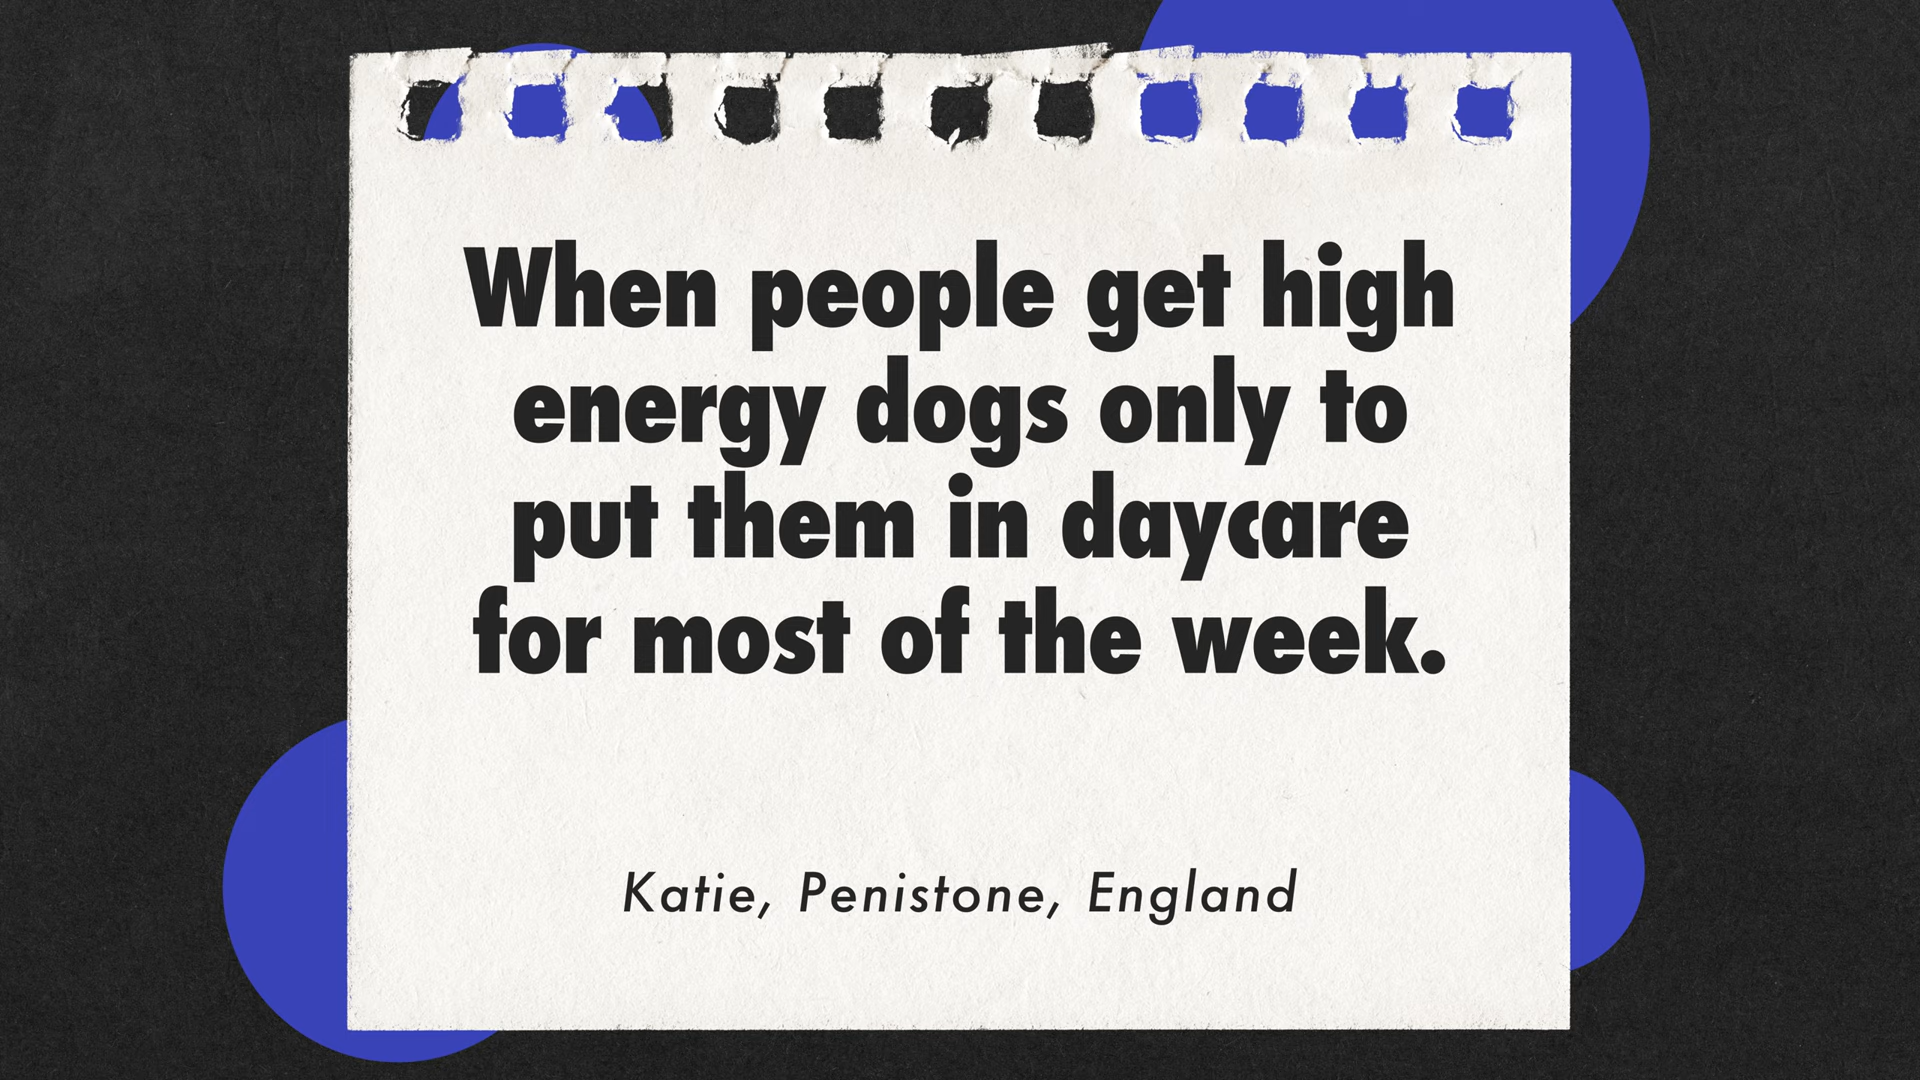 When people get high
energy dogs only to
put them in daycare
for most of the week.
Katie, Penistone, England